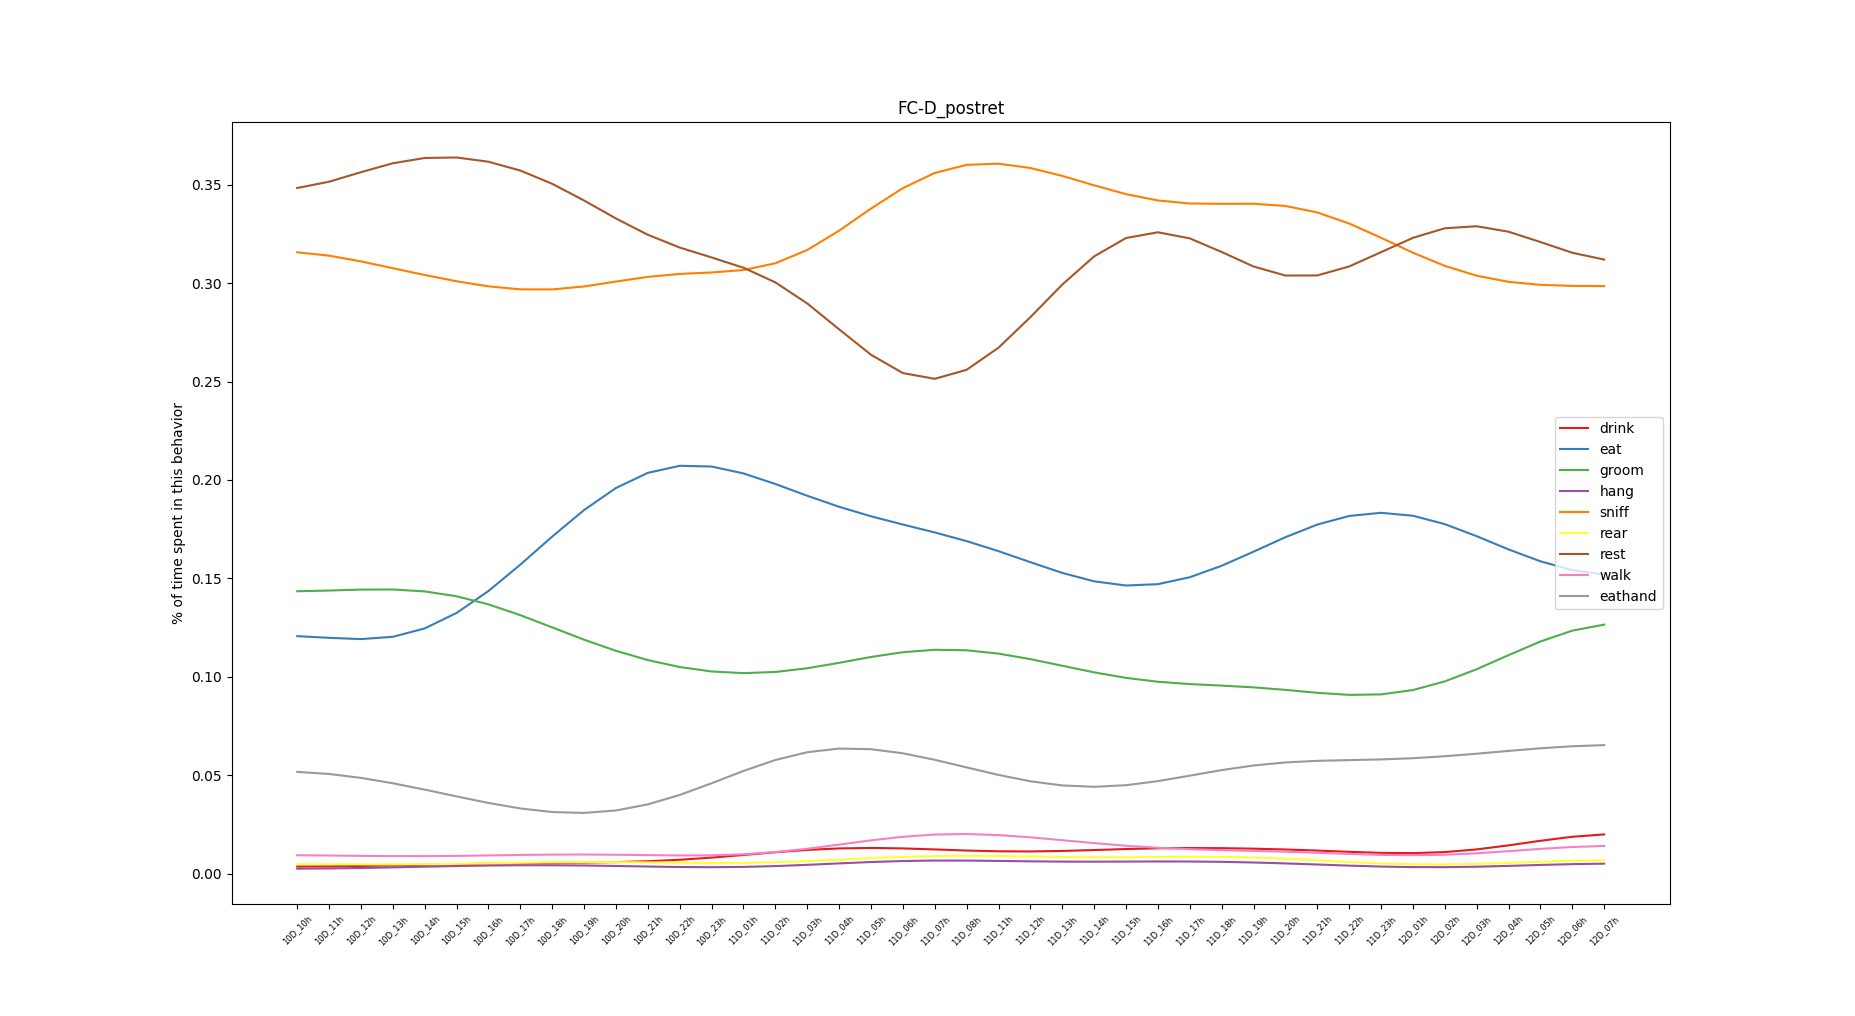 FC-D_postret
% of time spent in this behavior
0.35
0.30
0.25
0.20
0.15
0.10
0.05
0.00
drink
eat
groom
hang
sniff
rear
rest
walk
eathand
10D_10h
10D_11h
10D_12h
10D_13h
10D_14h
10D_15h
10D_16h
10D_17h
10D_18h
10D_19h
10D_20h
10D_21h
10D_22h
10D_23h
11D_01h
11D_02h
11D_03h
11D_04h
11D_05h
11D_06h
11D_07h
11D_08h
11D_11h
11D_12h
11D_13h
11D_14h
11D_15h
11D_16h
11D_17h
11D_18h
11D_19h
11D_20h
11D_21h
11D_22h
11D_23h
12D_01h
12D_02h
12D_03h
12D_04h
12D_05h
12D_06h
12D_07h